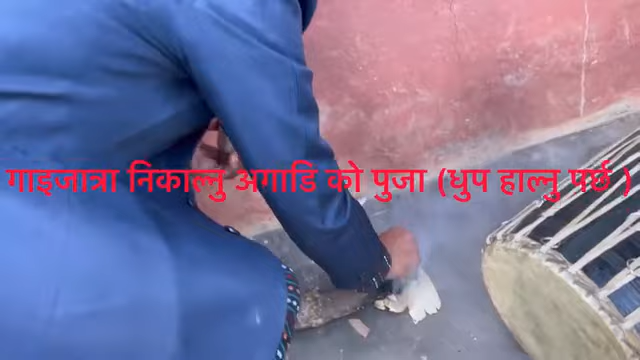 गाइजात्रा निकाल्नु अगाडि को पुजा (धुप हाल्नु पर्छ )